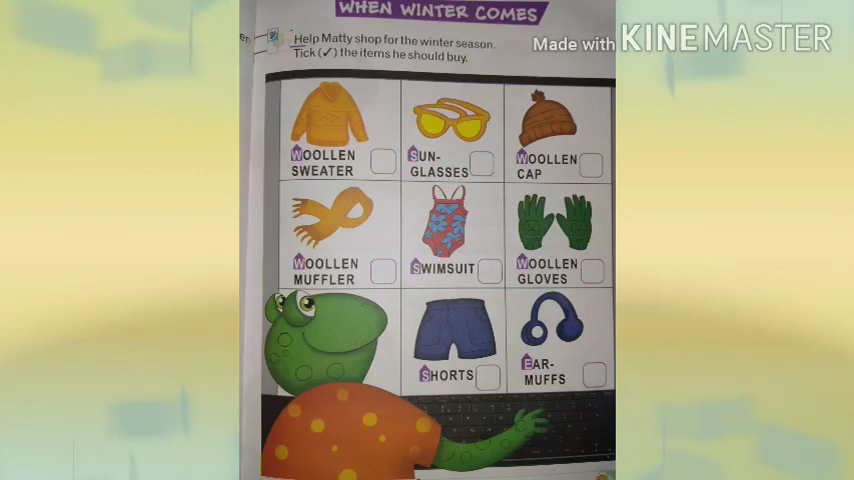 WHEN WINTER COMES
Help Matty shop for the winter season.
Tick (✓) the items he should buy.
Made with KINEMASTER
WOOLLEN
SWEATER
SUN-
GLASSES
WOOLLEN
CAP
WOOLLEN
MUFFLER
SWIMSUIT
WOOLLEN
GLOVES
SHORTS
EAR-
MUFFS